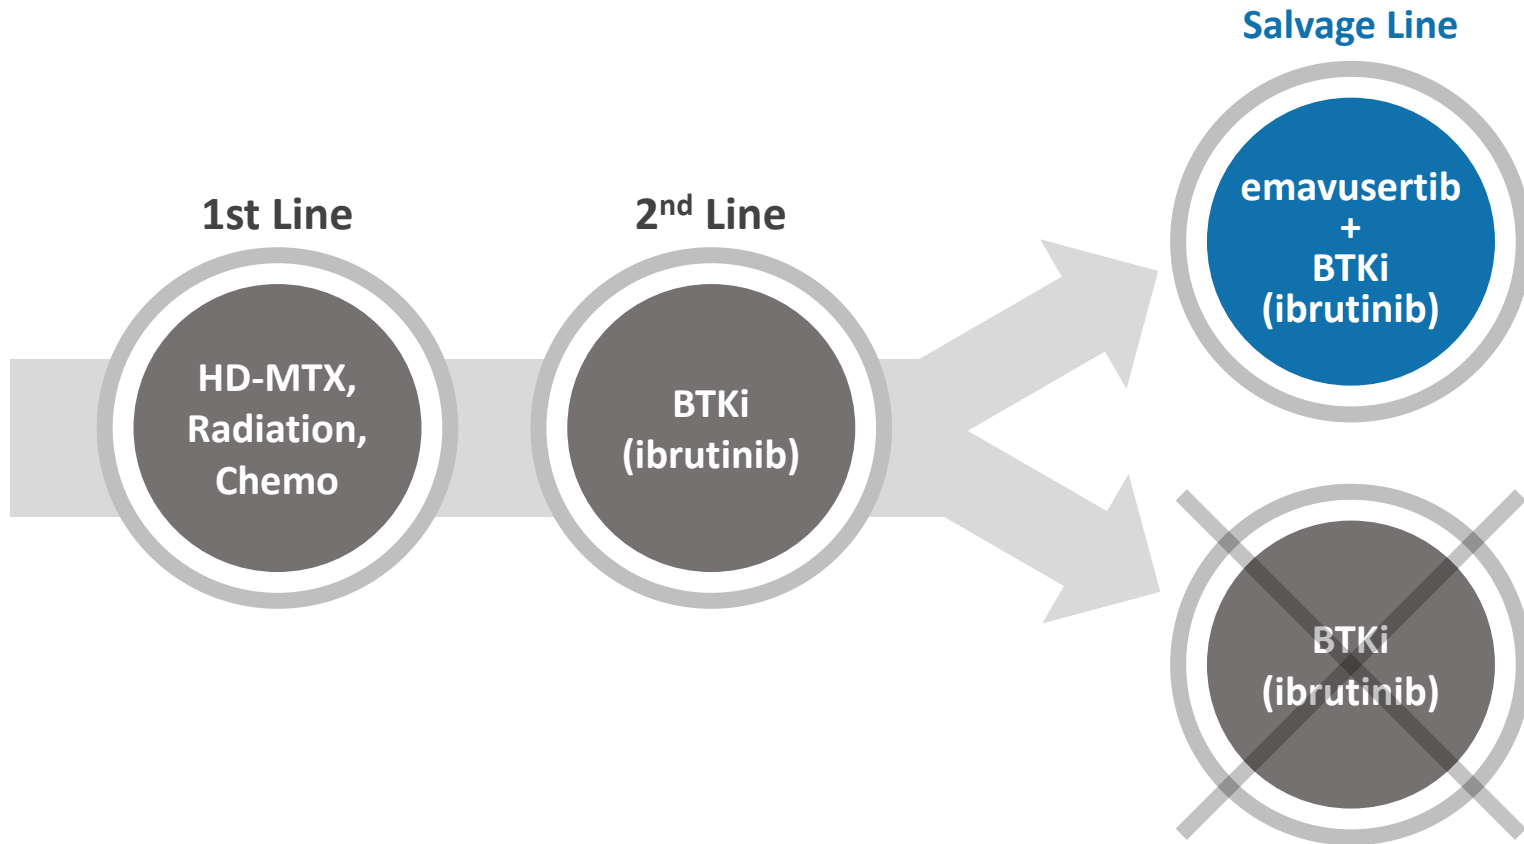 1st Line
HD-MTX,
Radiation,
Chemo
2nd Line
BTKi
(ibrutinib)
Salvage Line
emavusertib
+
BTKi
(ibrutinib)
BTKi
(ibrutinib)